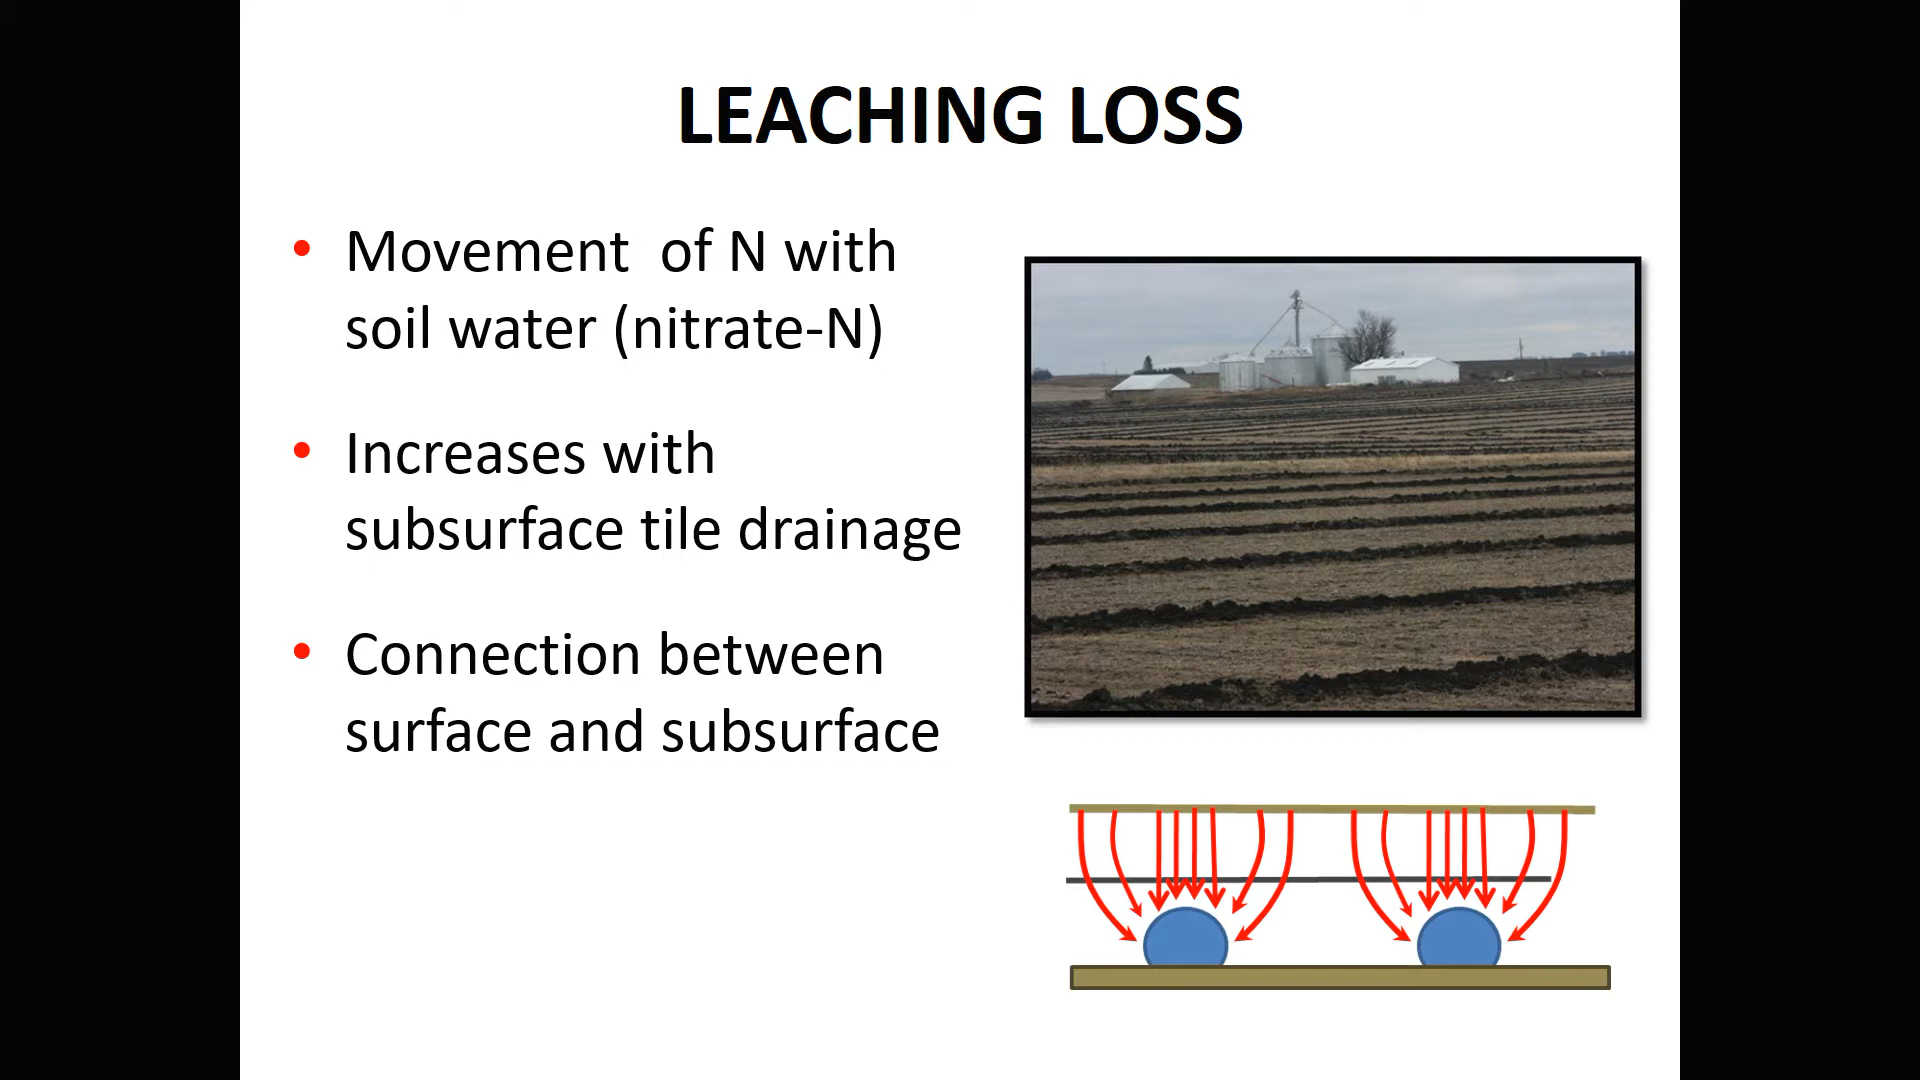 LEACHING LOSS
• Movement  of N with
soil water (nitrate-N)
• Increases with
subsurface tile drainage
• Connection between
surface and subsurface